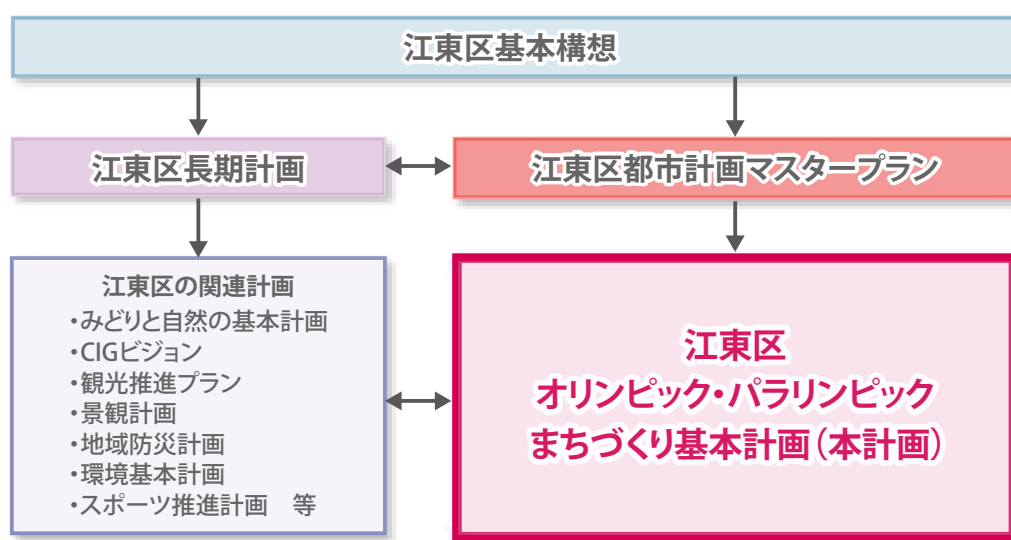 江東区基本構想
江東区長期計画
江東区都市計画マスタープラン
江東区の関連計画
・みどりと自然の基本計画
・CIGビジョン
・観光推進プラン
・景観計画
・地域防災計画
・環境基本計画
・スポーツ推進計画　等
江東区
オリンピック・パラリンピック
まちづくり基本計画（本計画）